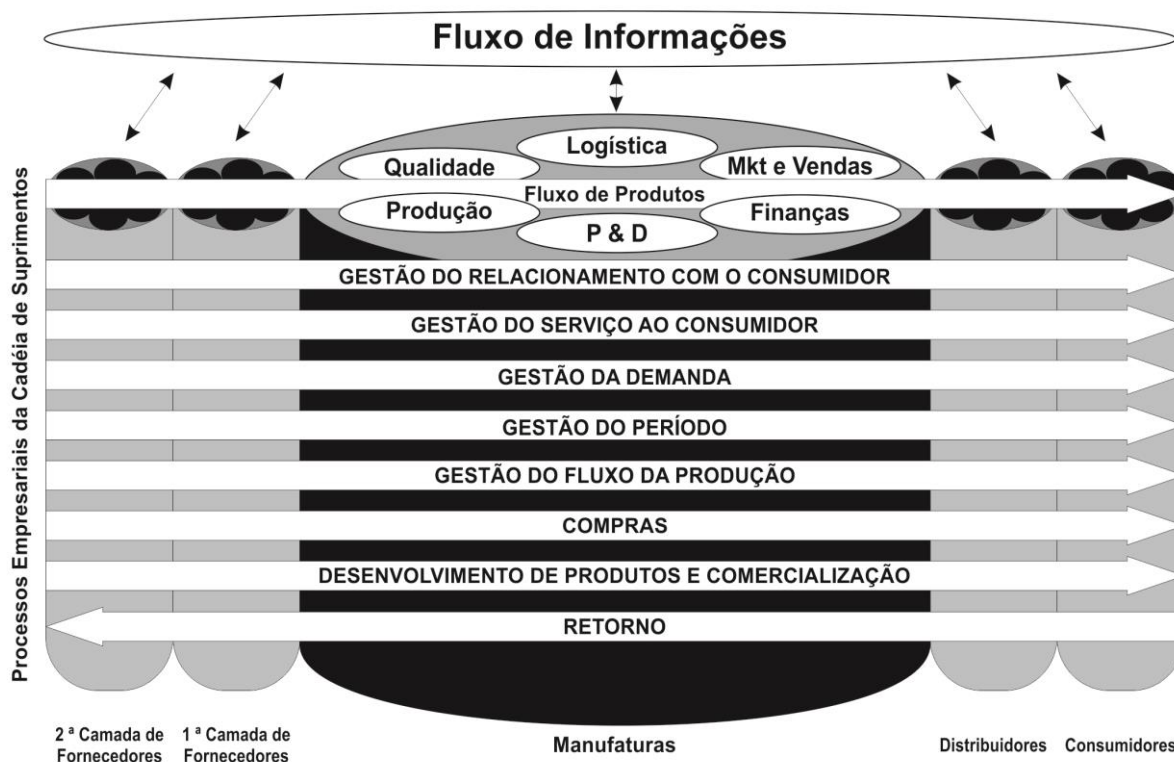 Fluxo de Informações
Logística
Qualidade
Mkt e Vendas
Fluxo de Produtos
Produção
Finanças
P & D
Processos Empresariais da Cadéia de Suprimentos
GESTÃO DO RELACIONAMENTO COM O CONSUMIDOR
GESTÃO DO SERVIÇO AO CONSUMIDOR
GESTÃO DA DEMANDA
GESTÃO DO PERÍODO
GESTÃO DO FLUXO DA PRODUÇÃO
COMPRAS
DESENVOLVIMENTO DE PRODUTOS E COMERCIALIZAÇÃO
RETORNO
2 ª Camada de
Fornecedores
1 ª Camada de
Fornecedores
Manufaturas
Distribuidores
Consumidores